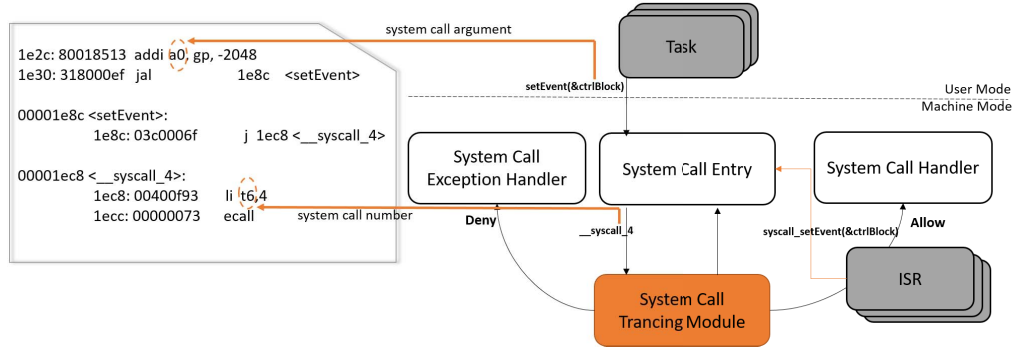 1e2c: 80018513 addi a0, gp, -2048
1e30: 318000ef jal 1e8c <setEvent>
00001e8c <setEvent>:
1e8c: 03c0006f j 1ec8 <__syscall_4>
00001ec8 <__syscall_4>:
1ec8: 00400f93 li t6,4
1ecc: 00000073 ecall
system call argument
Task
setEvent(&ctrlBlock)
User Mode
Machine Mode
System Call
Exception Handler
System Call Entry
System Call Handler
system call number
Deny
__syscall_4
syscall_setEvent(&ctrlBlock)
Allow
System Call
Trancing Module
ISR